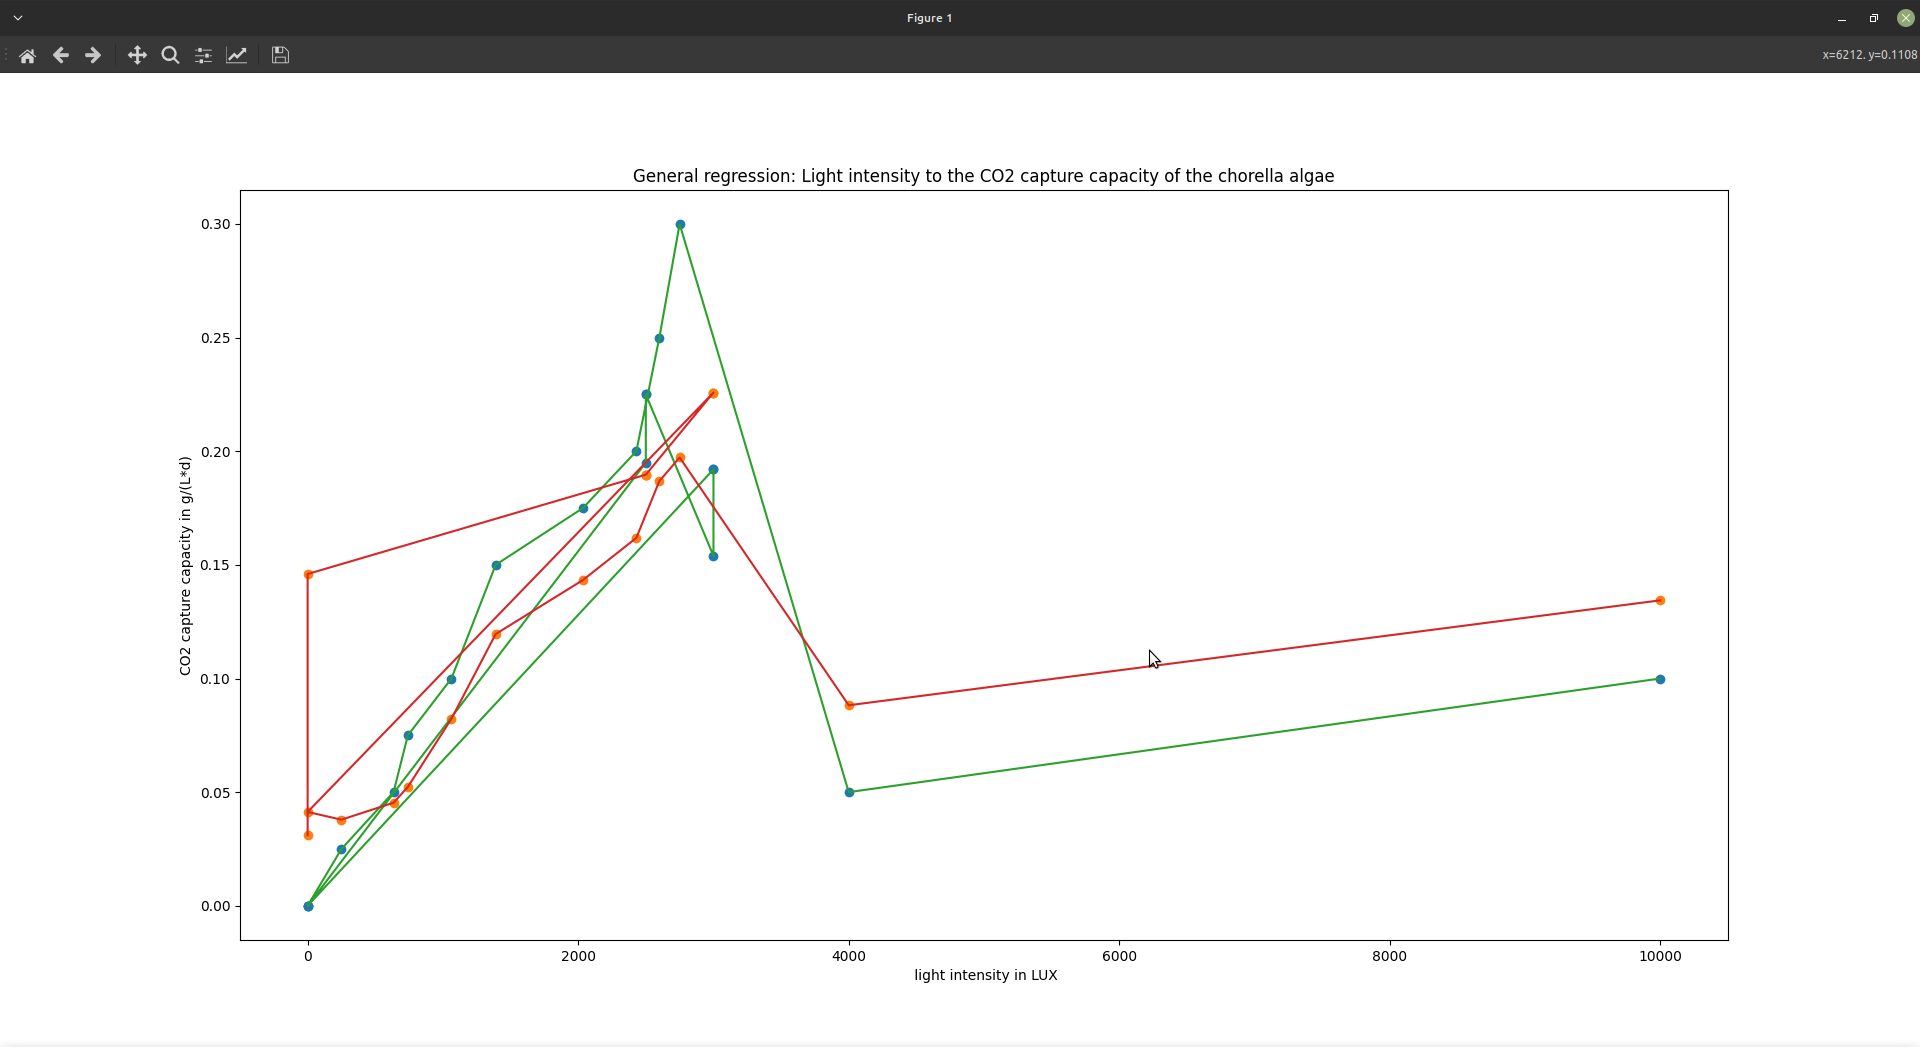 Figure 1
x=6212. y=0.1108
General regression: Light intensity to the CO2 capture capacity of the chorella algae
CO2 capture capacity in g/(L*d)
0.30
0.25
0.20
0.15
0.10
0.05
0.00
0 2000 4000 6000 8000 10000
light intensity in LUX